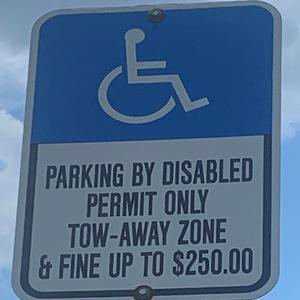 PARKING BY DISABLED
PERMIT ONLY
TOW-AWAY ZONE
& FINE UP TO $250.00